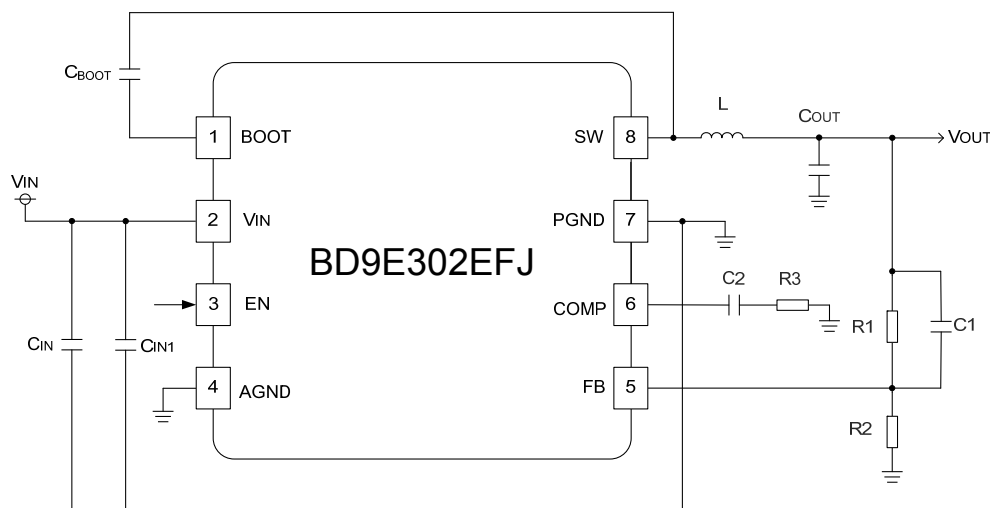 CBOOT
1 BOOT
SW 8
L
COUT
VOUT
VIN
2 VIN
PGND 7
BD9E302EFJ
3 EN
COMP 6
C2 R3
R1
C1
CIN
CIN1
4 AGND
FB 5
R2